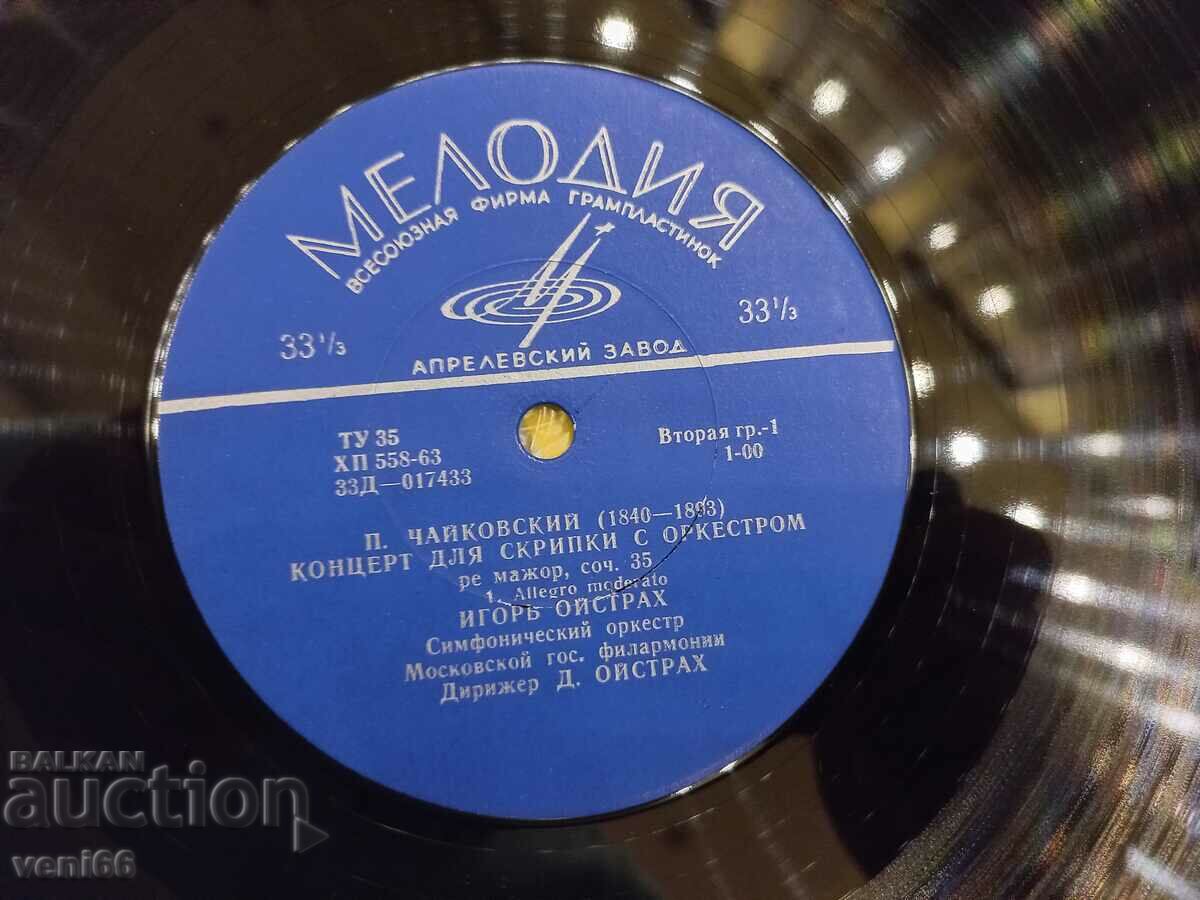 МЕЛОДИЯ
ВСЕСОЮЗНАЯ ФИРМА ГРАМПЛАСТИНОК
33 1/3
33 1/3
АПРЕЛЕВСКИЙ ЗАВОД
ТУ 35
ХП 558-63
33Д—017433
Вторая гр.-1
1-00
П. ЧАЙКОВСКИЙ (1840—1893)
КОНЦЕРТ ДЛЯ СКРИПКИ С ОРКЕСТРОМ
ре мажор, соч. 35
1. Allegro moderato
ИГОРЬ ОЙСТРАХ
Симфонический оркестр
Московской гос. филармонии
Дирижер Д. ОЙСТРАХ
BALKAN
auction
veni66